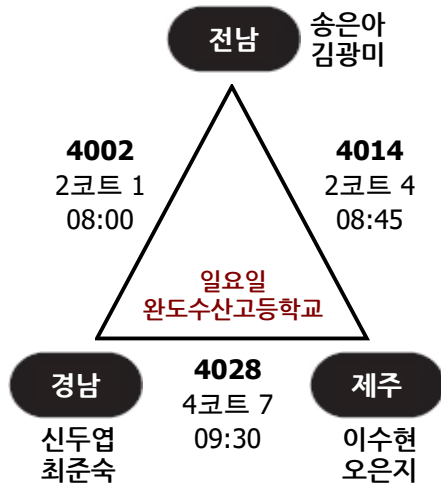 전남
송은아
김광미
4002
2코트 1
08:00
4014
2코트 4
08:45
일요일
완도수산고등학교
경남
신두엽
최준숙
4028
4코트 7
09:30
제주
이수현
오은지